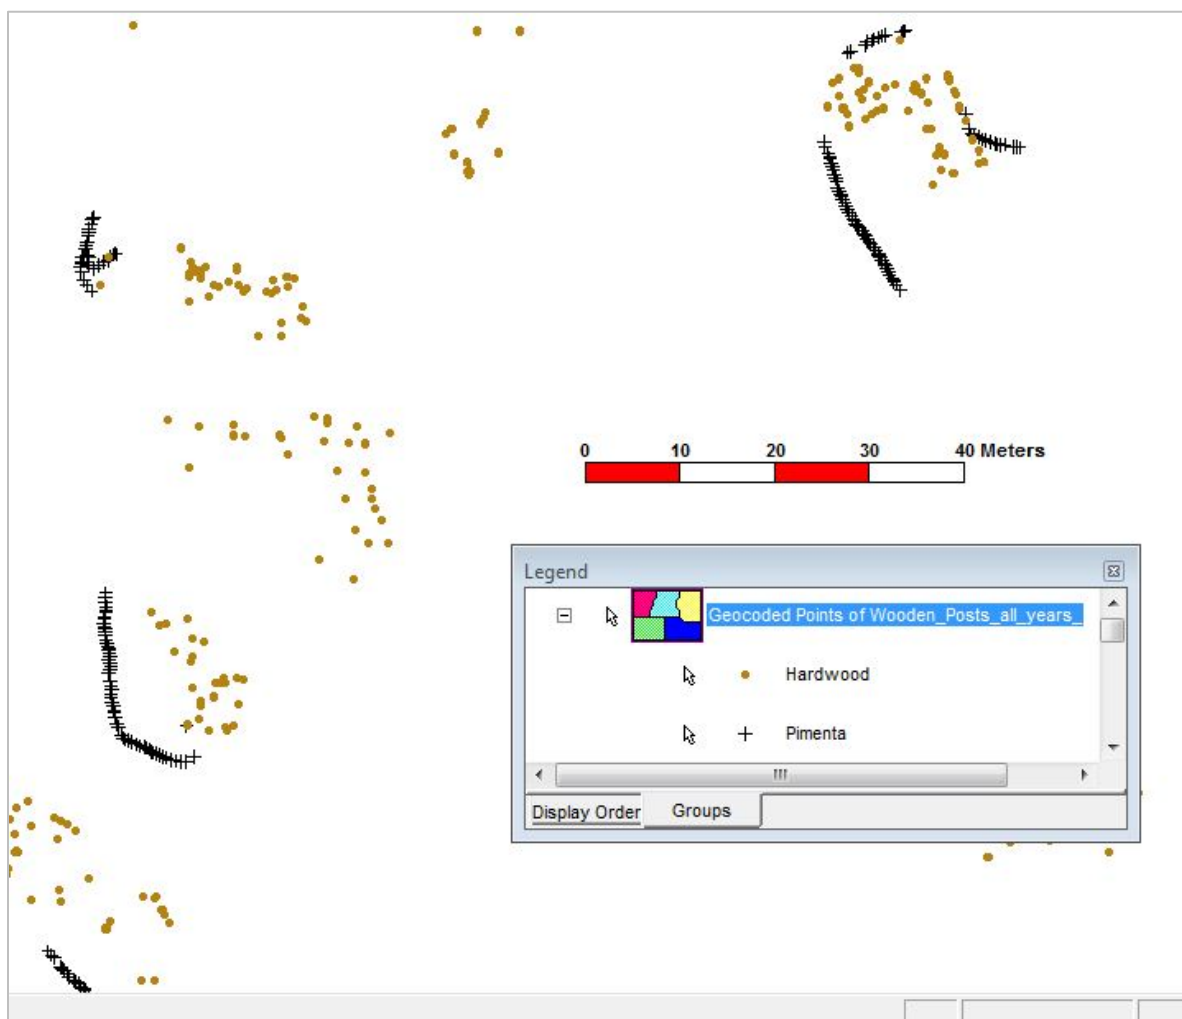 0 10 20 30 40 Meters
Legend
Geocoded Points of Wooden_Posts_all_years_
Hardwood
Pimenta
Display Order Groups